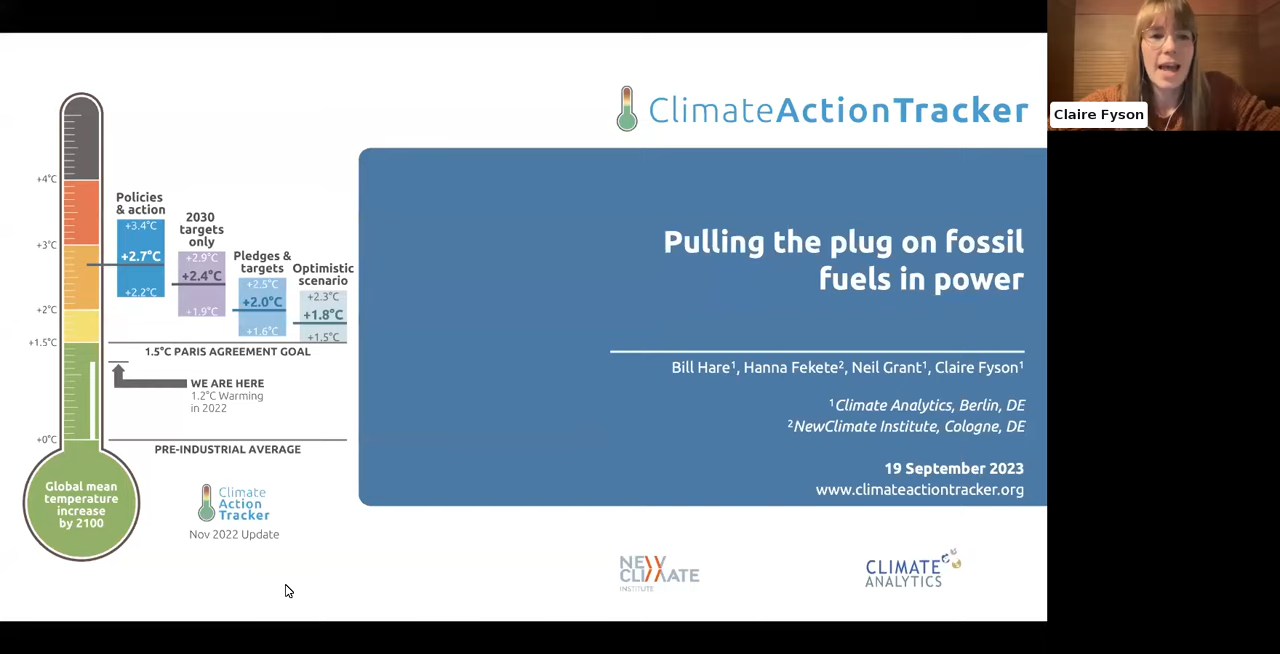 ClimateActionTracker
Claire Fyson
+4°C
+3°C
+2°C
+1.5°C
+0°C
Policies
& action
+3.4°C
+2.7°C
+2.2°C
2030
targets
only
+2.9°C
+2.4°C
+1.9°C
Pledges &
targets
+2.5°C
+2.0°C
+1.6°C
Optimistic
scenario
+2.3°C
+1.8°C
+1.5°C
1.5°C PARIS AGREEMENT GOAL
WE ARE HERE
1.2°C Warming
in 2022
PRE-INDUSTRIAL AVERAGE
Global mean
temperature
increase
by 2100
Climate
Action
Tracker
Nov 2022 Update
Pulling the plug on fossil
fuels in power
Bill Hare¹, Hanna Fekete², Neil Grant¹, Claire Fyson¹
¹Climate Analytics, Berlin, DE
²NewClimate Institute, Cologne, DE
19 September 2023
www.climateactiontracker.org
NEW
CLIMATE
INSTITUTE
CLIMATE
ANALYTICS